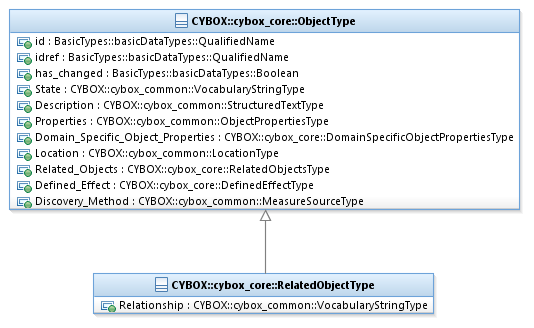 CYBOX::cybox_core::ObjectType
id : BasicTypes::basicDataTypes::QualifiedName
idref : BasicTypes::basicDataTypes::QualifiedName
has_changed : BasicTypes::basicDataTypes::Boolean
State : CYBOX::cybox_common::VocabularyStringType
Description : CYBOX::cybox_common::StructuredTextType
Properties : CYBOX::cybox_common::ObjectPropertiesType
Domain_Specific_Object_Properties : CYBOX::cybox_core::DomainSpecificObjectPropertiesType
Location : CYBOX::cybox_common::LocationType
Related_Objects : CYBOX::cybox_core::RelatedObjectsType
Defined_Effect : CYBOX::cybox_core::DefinedEffectType
Discovery_Method : CYBOX::cybox_common::MeasureSourceType
CYBOX::cybox_core::RelatedObjectType
Relationship : CYBOX::cybox_common::VocabularyStringType